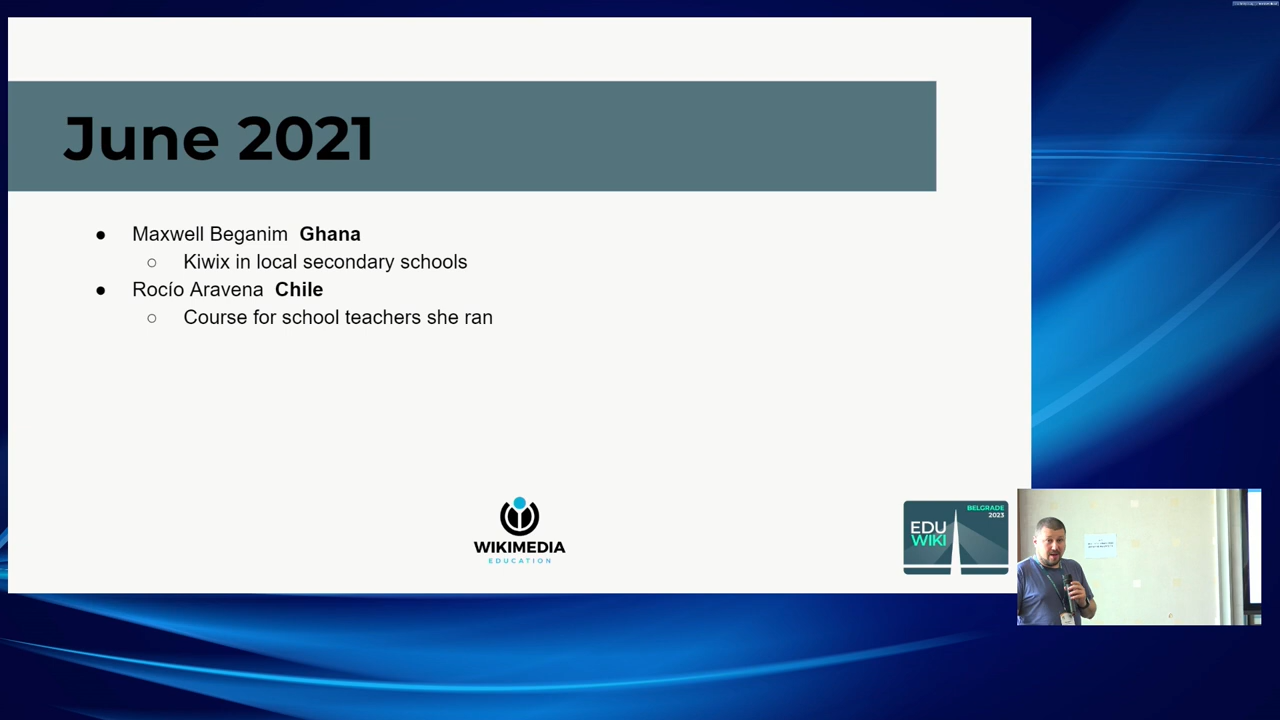 June 2021
● Maxwell Beganim Ghana
○ Kiwix in local secondary schools
● Rocío Aravena Chile
○ Course for school teachers she ran
WIKIMEDIA
EDUCATION
BELGRADE
2023
EDU
WIKI